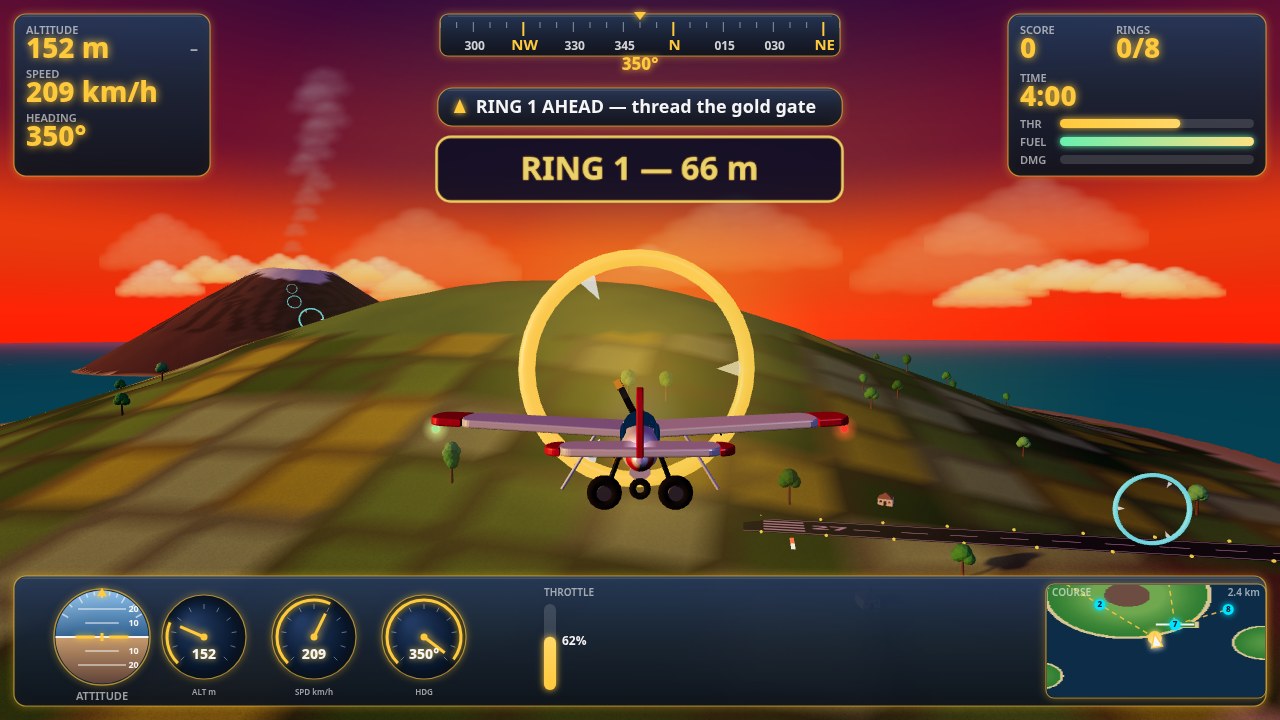 ALTITUDE
152 m
–
SPEED
209 km/h
HEADING
350°
300 NW 330 345 N 015 030 NE
350°
RING 1 AHEAD — thread the gold gate
RING 1 — 66 m
SCORE RINGS
0 0/8
TIME
4:00
THR
FUEL
DMG
27
20
10
10
20
ATTITUDE
152
ALT m
209
SPD km/h
350°
HDG
THROTTLE
62%
COURSE 2.4 km
2
8
7